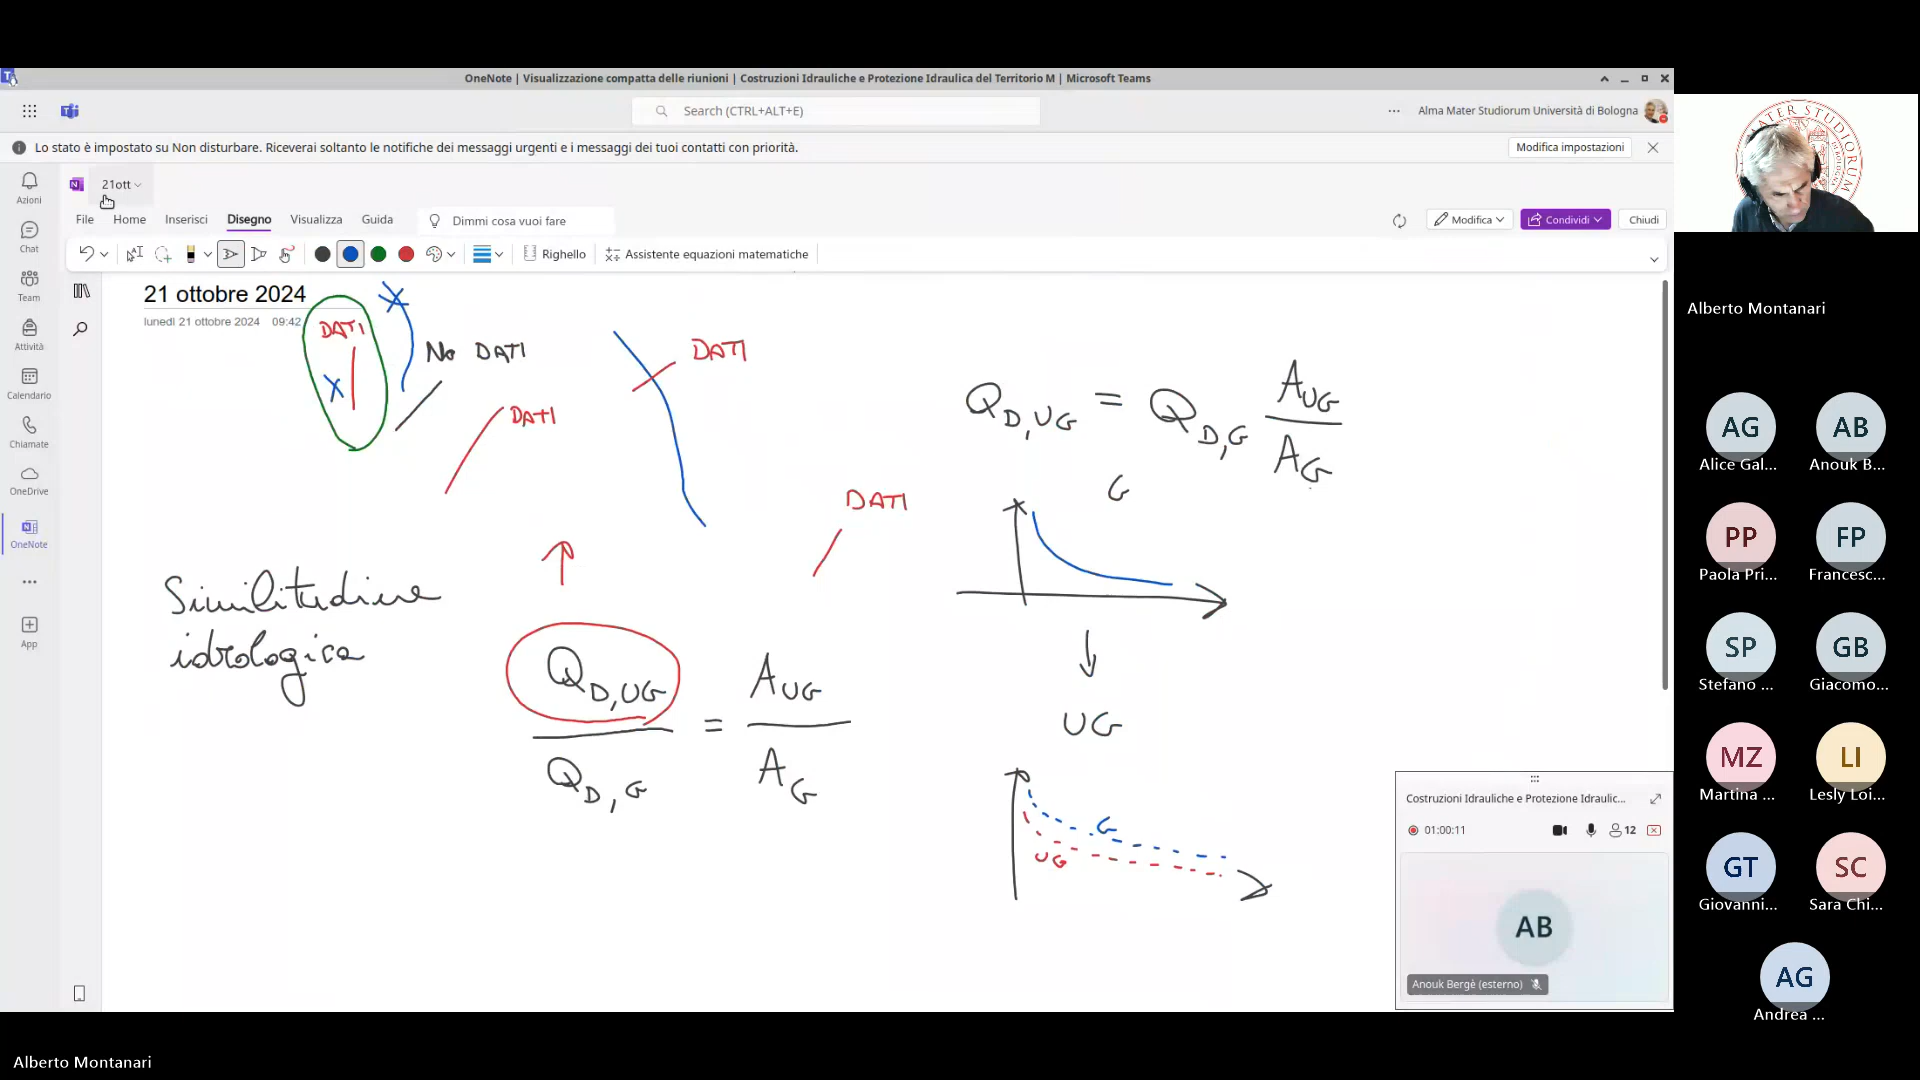 OneNote | Visualizzazione compatta delle riunioni | Costruzioni Idrauliche e Protezione Idraulica del Territorio M | Microsoft Teams
Search (CTRL+ALT+E)
Alma Mater Studiorum Università di Bologna
Lo stato è impostato su Non disturbare. Riceverai soltanto le notifiche dei messaggi urgenti e i messaggi dei tuoi contatti con priorità.
Modifica impostazioni
21ott
File Home Inserisci Disegno Visualizza Guida
Dimmi cosa vuoi fare
Modifica
Condividi
Chiudi
Righello
Assistente equazioni matematiche
Azioni
Chat
Team
Attività
Calendario
Chiamate
OneDrive
OneNote
App
21 ottobre 2024
lunedì 21 ottobre 2024 09:42
DATI
No DATI
DATI
DATI
DATI
Similitudine
idrologica
Q D,UG / Q D,G = A UG / A G
Q D,UG = Q D,G A UG / A G
G
UG
G
UG
Costruzioni Idrauliche e Protezione Idraulic...
01:00:11
12
AB
Anouk Bergè (esterno)
Alberto Montanari
AG
Alice Gal...
AB
Anouk B...
PP
Paola Pri...
FP
Francesc...
SP
Stefano ...
GB
Giacomo...
MZ
Martina ...
LI
Lesly Loi...
GT
Giovanni...
SC
Sara Chi...
AG
Andrea ...
Alberto Montanari